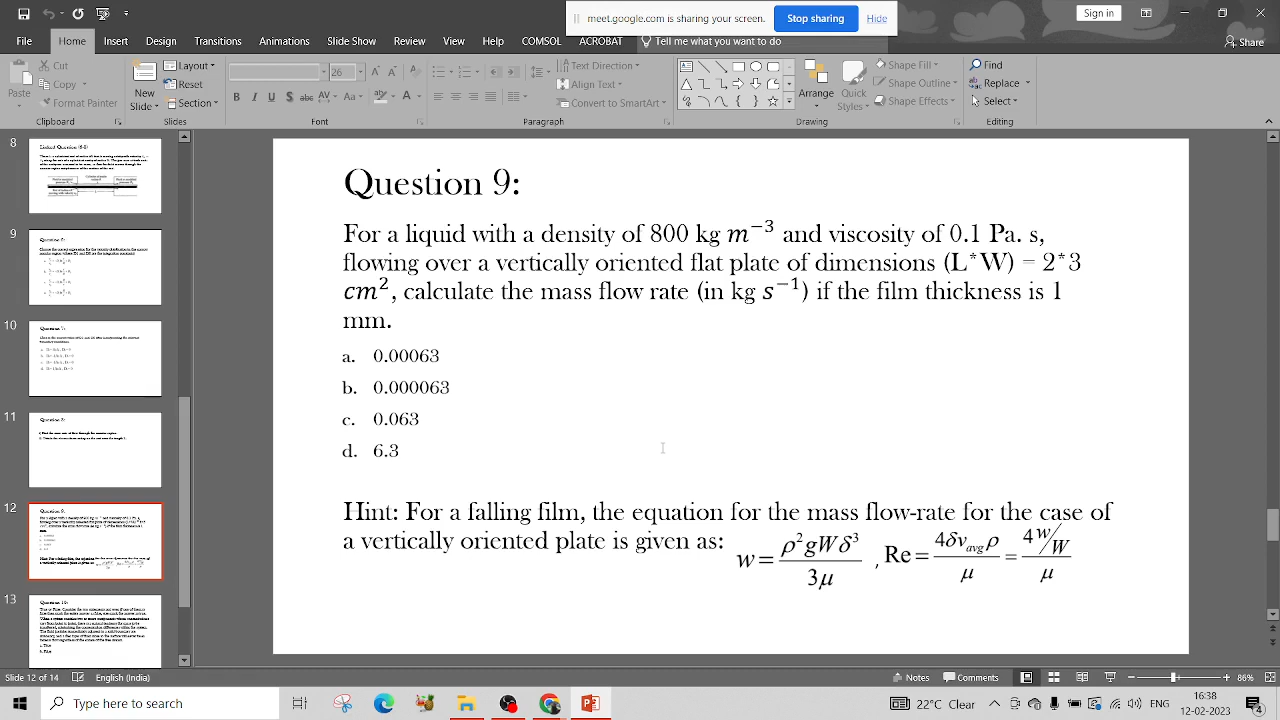 meet.google.com is sharing your screen. Stop sharing Hide
Sign in
File Home Insert Design Transitions Animations Slide Show Review View Help COMSOL ACROBAT Tell me what you want to do Share
Paste Cut Copy Format Painter
New Slide Layout Reset Section
26
Text Direction Align Text Convert to SmartArt
Arrange Quick Styles Shape Fill Shape Outline Shape Effects
Find Replace Select
Clipboard Slides Font Paragraph Drawing Editing
8
9
10
11
12
13
Question 9:
For a liquid with a density of 800 kg m⁻³ and viscosity of 0.1 Pa. s,
flowing over a vertically oriented flat plate of dimensions (L*W) = 2*3
cm², calculate the mass flow rate (in kg s⁻¹) if the film thickness is 1
mm.
a. 0.00063
b. 0.000063
c. 0.063
d. 6.3
Hint: For a falling film, the equation for the mass flow-rate for the case of
a vertically oriented plate is given as: w = ρ²gWδ³ / 3μ , Re = 4δv_avg ρ / μ = 4 w/W / μ
Slide 12 of 14 English (India) Notes Comments 86%
Type here to search 22°C Clear ENG 16:38
12-02-2023